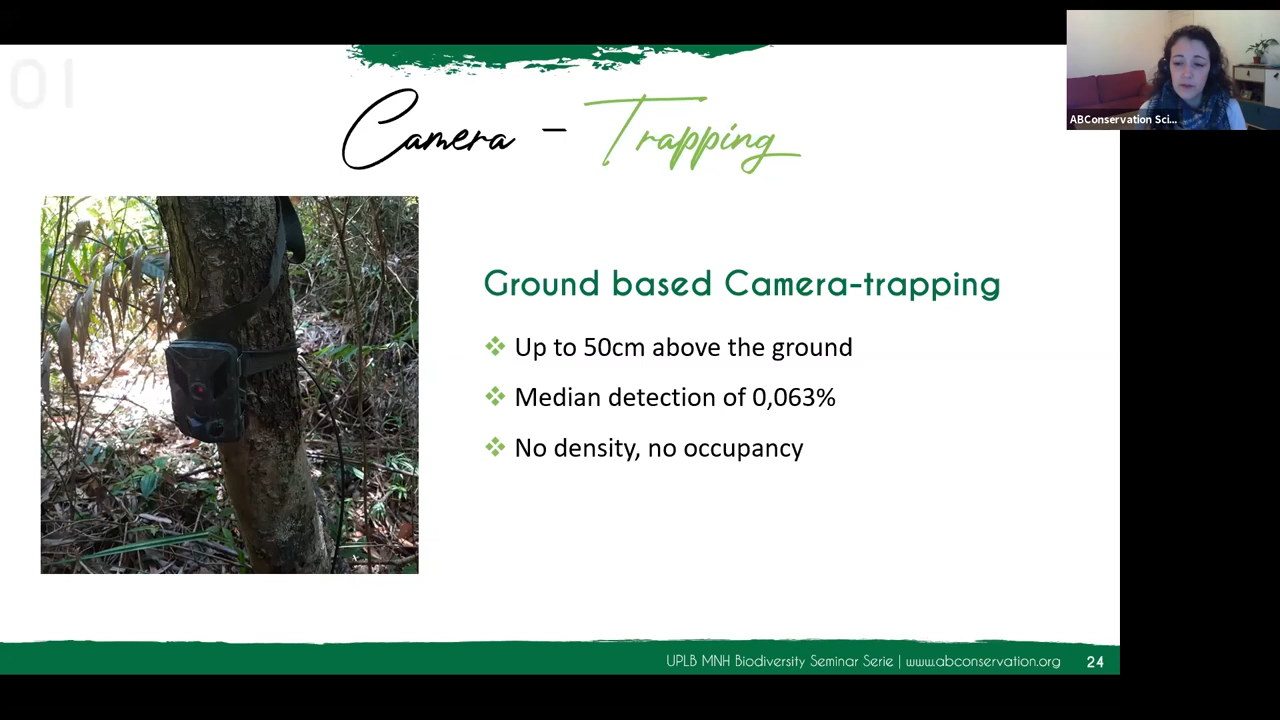 01
Camera - Trapping
ABConservation Sci...
Ground based Camera-trapping
Up to 50cm above the ground
Median detection of 0,063%
No density, no occupancy
UPLB MNH Biodiversity Seminar Serie | www.abconservation.org 24